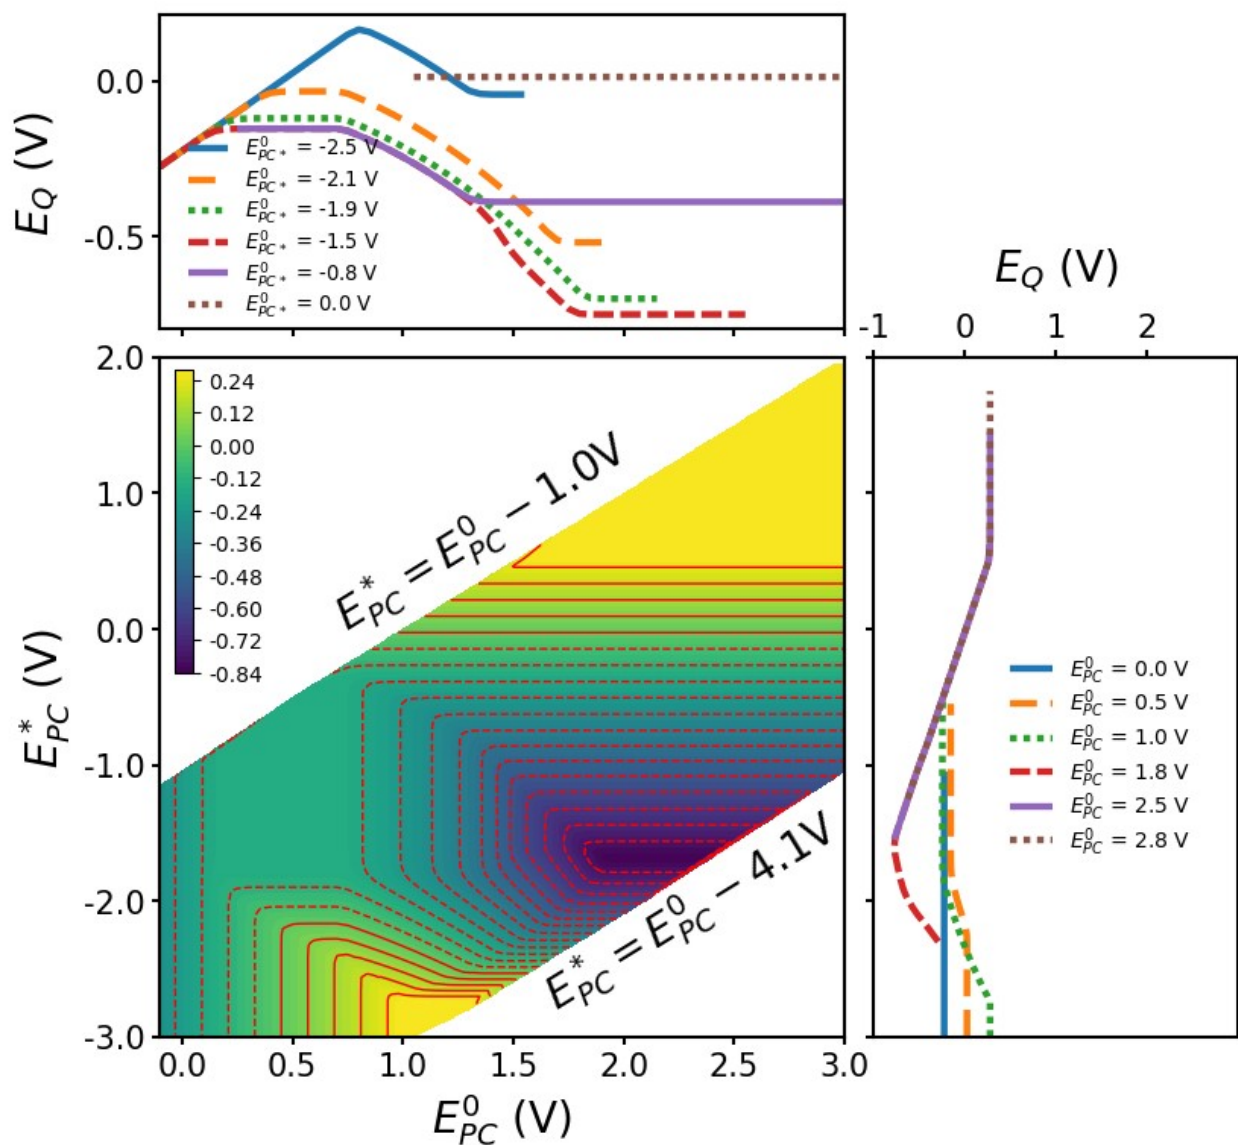 E_Q (V)
0.0
-0.5
E^0_{PC*} = -2.5 V
E^0_{PC*} = -2.1 V
E^0_{PC*} = -1.9 V
E^0_{PC*} = -1.5 V
E^0_{PC*} = -0.8 V
E^0_{PC*} = 0.0 V
E_Q (V)
-1 0 1 2
2.0
1.0
0.0
-1.0
-2.0
-3.0
E^*_{PC} (V)
0.24
0.12
0.00
-0.12
-0.24
-0.36
-0.48
-0.60
-0.72
-0.84
E^*_{PC} = E^0_{PC} − 1.0V
E^*_{PC} = E^0_{PC} − 4.1V
0.0 0.5 1.0 1.5 2.0 2.5 3.0
E^0_{PC} (V)
E^0_{PC} = 0.0 V
E^0_{PC} = 0.5 V
E^0_{PC} = 1.0 V
E^0_{PC} = 1.8 V
E^0_{PC} = 2.5 V
E^0_{PC} = 2.8 V